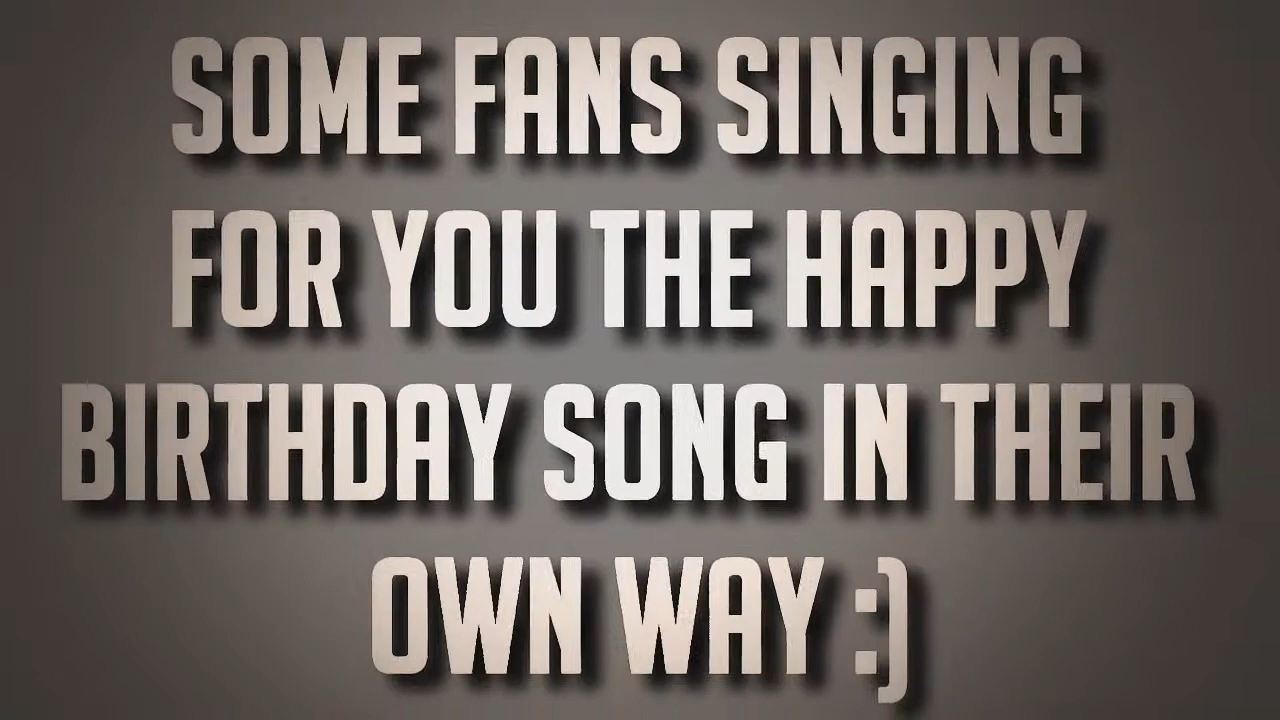 SOME FANS SINGING
FOR YOU THE HAPPY
BIRTHDAY SONG IN THEIR
OWN WAY :)